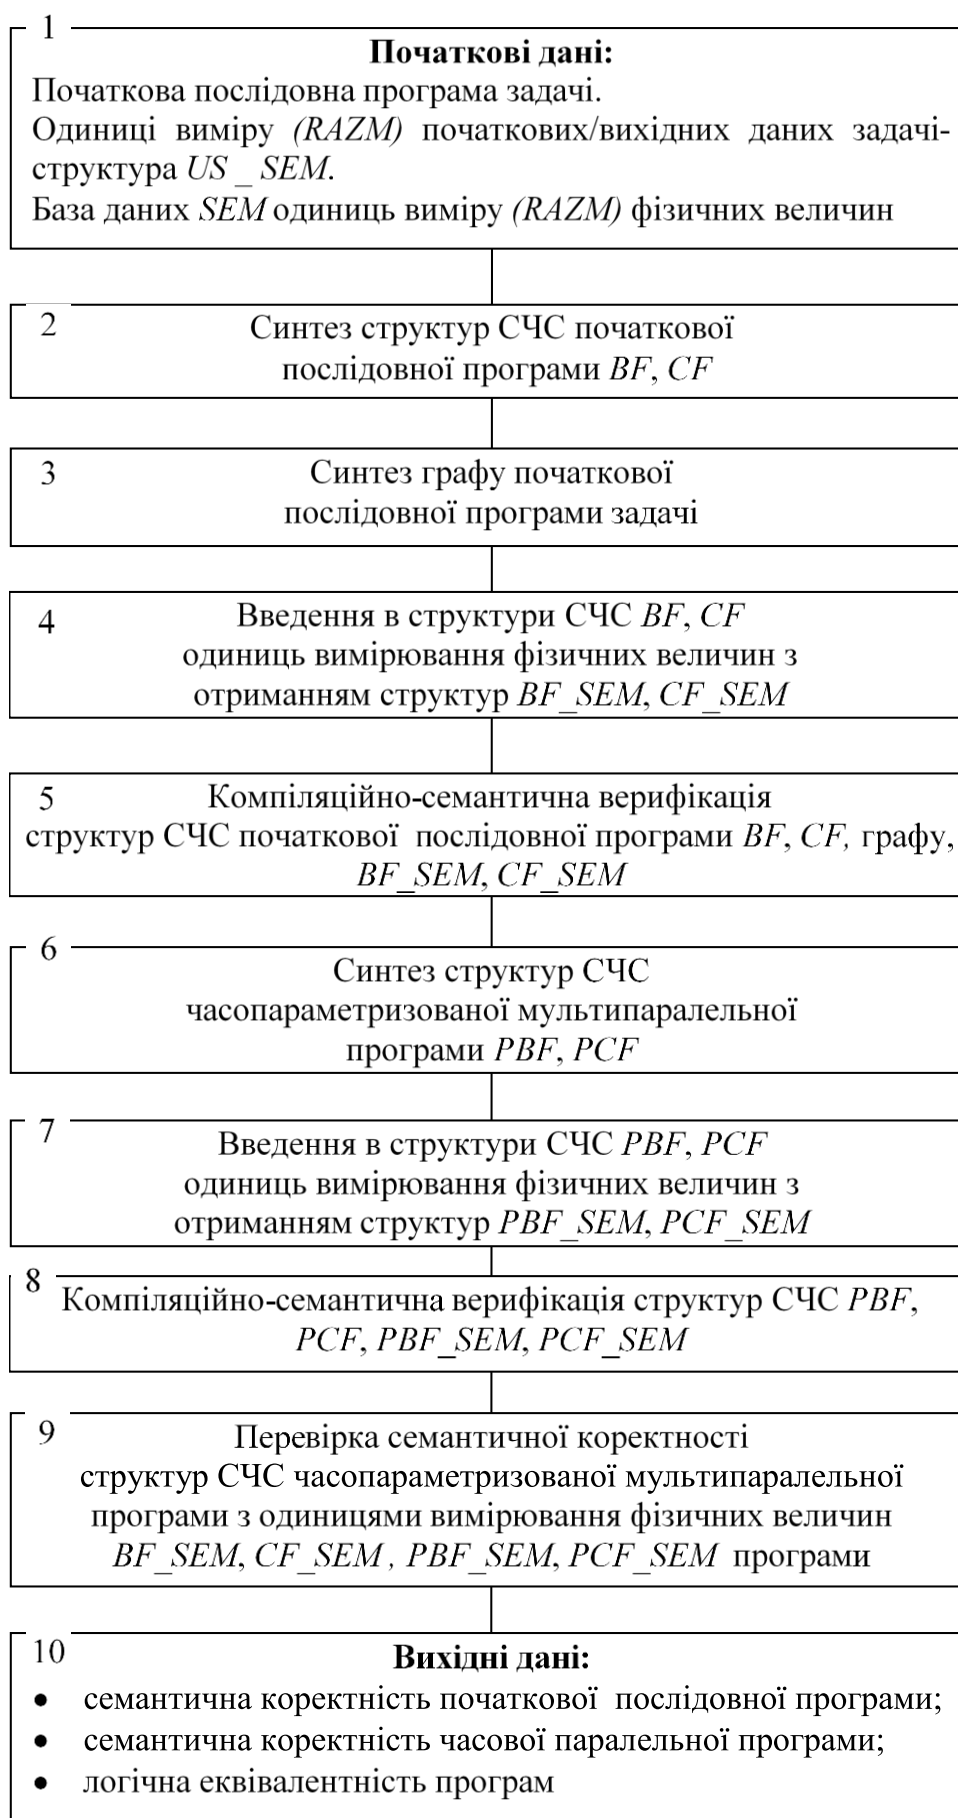 1
Початкові дані:
Початкова послідовна програма задачі.
Одиниці виміру (RAZM) початкових/вихідних даних задачі-
структура US _ SEM.
База даних SEM одиниць виміру (RAZM) фізичних величин
2
Синтез структур СЧС початкової
послідовної програми BF, CF
3
Синтез графу початкової
послідовної програми задачі
4
Введення в структури СЧС BF, CF
одиниць вимірювання фізичних величин з
отриманням структур BF_SEM, CF_SEM
5
Компіляційно-семантична верифікація
структур СЧС початкової послідовної програми BF, CF, графу,
BF_SEM, CF_SEM
6
Синтез структур СЧС
часопараметризованої мультипаралельної
програми PBF, PCF
7
Введення в структури СЧС PBF, PCF
одиниць вимірювання фізичних величин з
отриманням структур PBF_SEM, PCF_SEM
8
Компіляційно-семантична верифікація структур СЧС PBF,
PCF, PBF_SEM, PCF_SEM
9
Перевірка семантичної коректності
структур СЧС часопараметризованої мультипаралельної
програми з одиницями вимірювання фізичних величин
BF_SEM, CF_SEM , PBF_SEM, PCF_SEM програми
10
Вихідні дані:
• семантична коректність початкової послідовної програми;
• семантична коректність часової паралельної програми;
• логічна еквівалентність програм